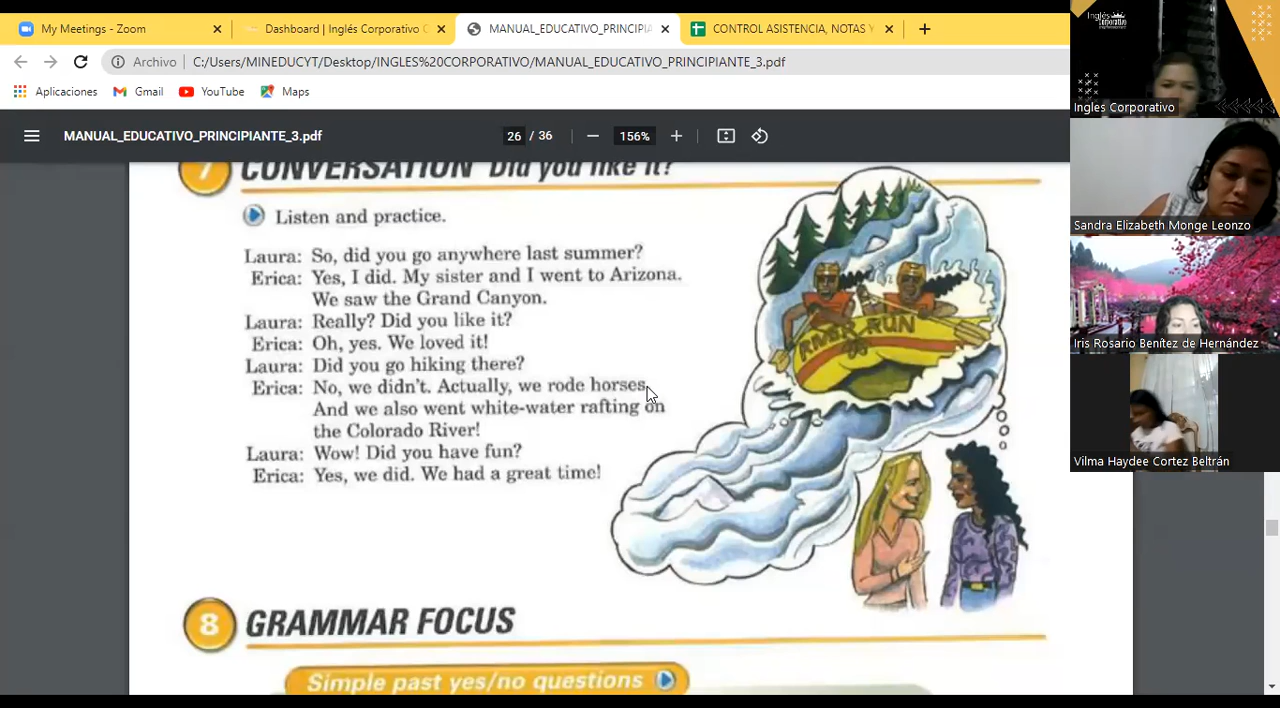 My Meetings - Zoom
Dashboard | Inglés Corporativo
MANUAL_EDUCATIVO_PRINCIPIA
CONTROL ASISTENCIA, NOTAS Y
Archivo
C:/Users/MINEDUCYT/Desktop/INGLES%20CORPORATIVO/MANUAL_EDUCATIVO_PRINCIPIANTE_3.pdf
Aplicaciones
Gmail
YouTube
Maps
MANUAL_EDUCATIVO_PRINCIPIANTE_3.pdf
26 / 36
156%
7 CONVERSATION Did you like it?
Listen and practice.
Laura: So, did you go anywhere last summer?
Erica: Yes, I did. My sister and I went to Arizona.
We saw the Grand Canyon.
Laura: Really? Did you like it?
Erica: Oh, yes. We loved it!
Laura: Did you go hiking there?
Erica: No, we didn't. Actually, we rode horses.
And we also went white-water rafting on
the Colorado River!
Laura: Wow! Did you have fun?
Erica: Yes, we did. We had a great time!
RIVER RUN
8 GRAMMAR FOCUS
Simple past yes/no questions
Inglés
Corporativo
Ingles Corporativo
Sandra Elizabeth Monge Leonzo
Iris Rosario Benítez de Hernández
Vilma Haydee Cortez Beltrán